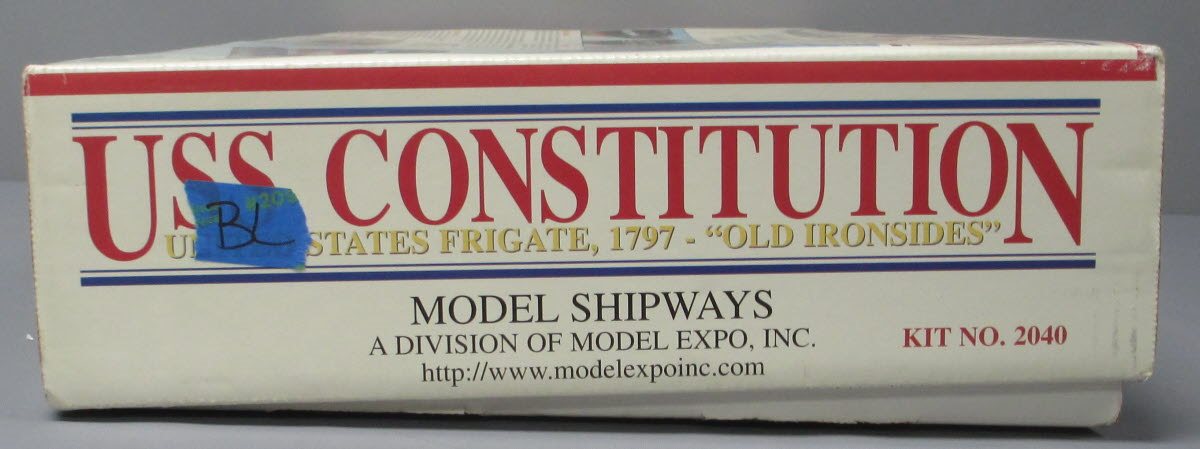 USS CONSTITUTION
BL
STATES FRIGATE, 1797 - “OLD IRONSIDES”
MODEL SHIPWAYS
A DIVISION OF MODEL EXPO, INC.
KIT NO. 2040
http://www.modelexpoinc.com